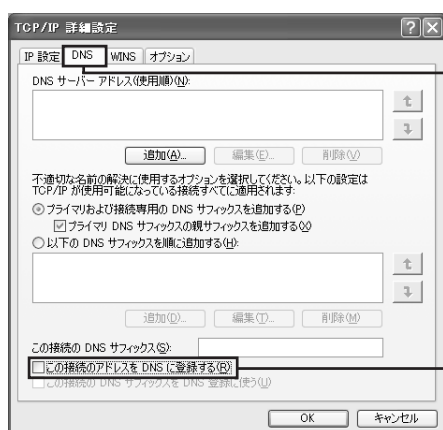 TCP/IP 詳細設定
IP 設定 DNS WINS オプション
DNS サーバー アドレス(使用順)(N):
追加(A)... 編集(E)... 削除(V)
不適切な名前の解決に使用するオプションを選択してください。以下の設定は
TCP/IP が使用可能になっている接続すべてに適用されます:
プライマリおよび接続専用の DNS サフィックスを追加する(P)
プライマリ DNS サフィックスの親サフィックスを追加する(X)
以下の DNS サフィックスを順に追加する(H):
追加(D)... 編集(T)... 削除(M)
この接続の DNS サフィックス(S):
この接続のアドレスを DNS に登録する(R)
この接続の DNS サフィックスを DNS 登録に使う(U)
OK キャンセル